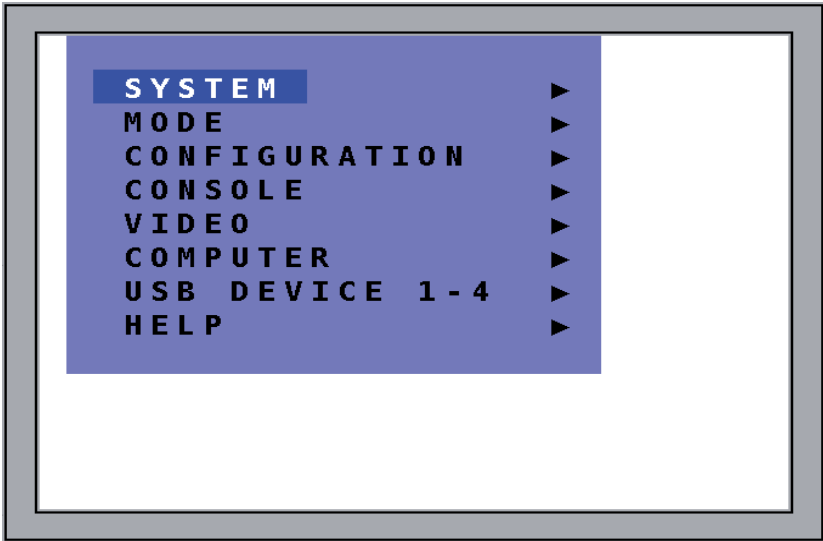 SYSTEM ►
MODE ►
CONFIGURATION ►
CONSOLE ►
VIDEO ►
COMPUTER ►
USB DEVICE 1-4 ►
HELP ►